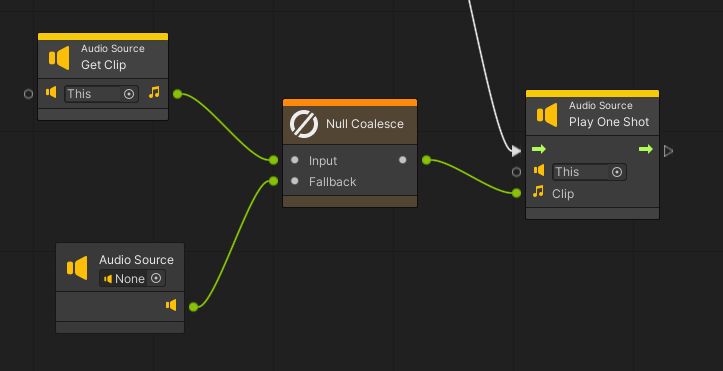 Audio Source
Get Clip
This
Null Coalesce
Input
Fallback
Audio Source
None
Audio Source
Play One Shot
This
Clip